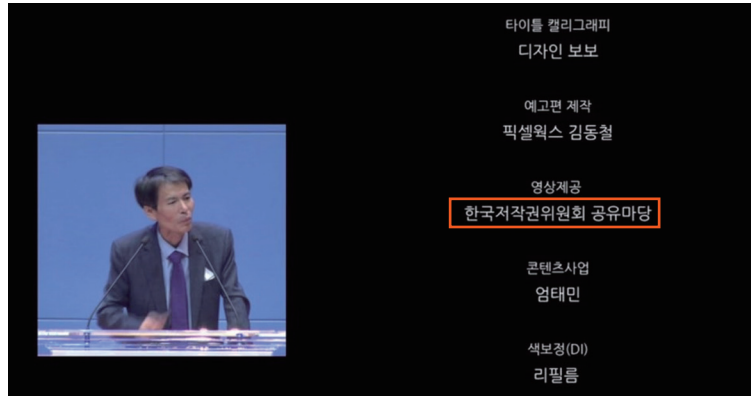 타이틀 캘리그래피
디자인 보보
예고편 제작
픽셀웍스 김동철
영상제공
한국저작권위원회 공유마당
콘텐츠사업
엄태민
색보정(DI)
리필름